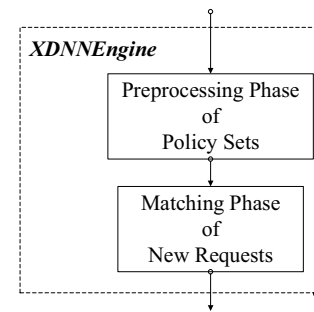 XDNNEngine
Preprocessing Phase
of
Policy Sets
Matching Phase
of
New Requests